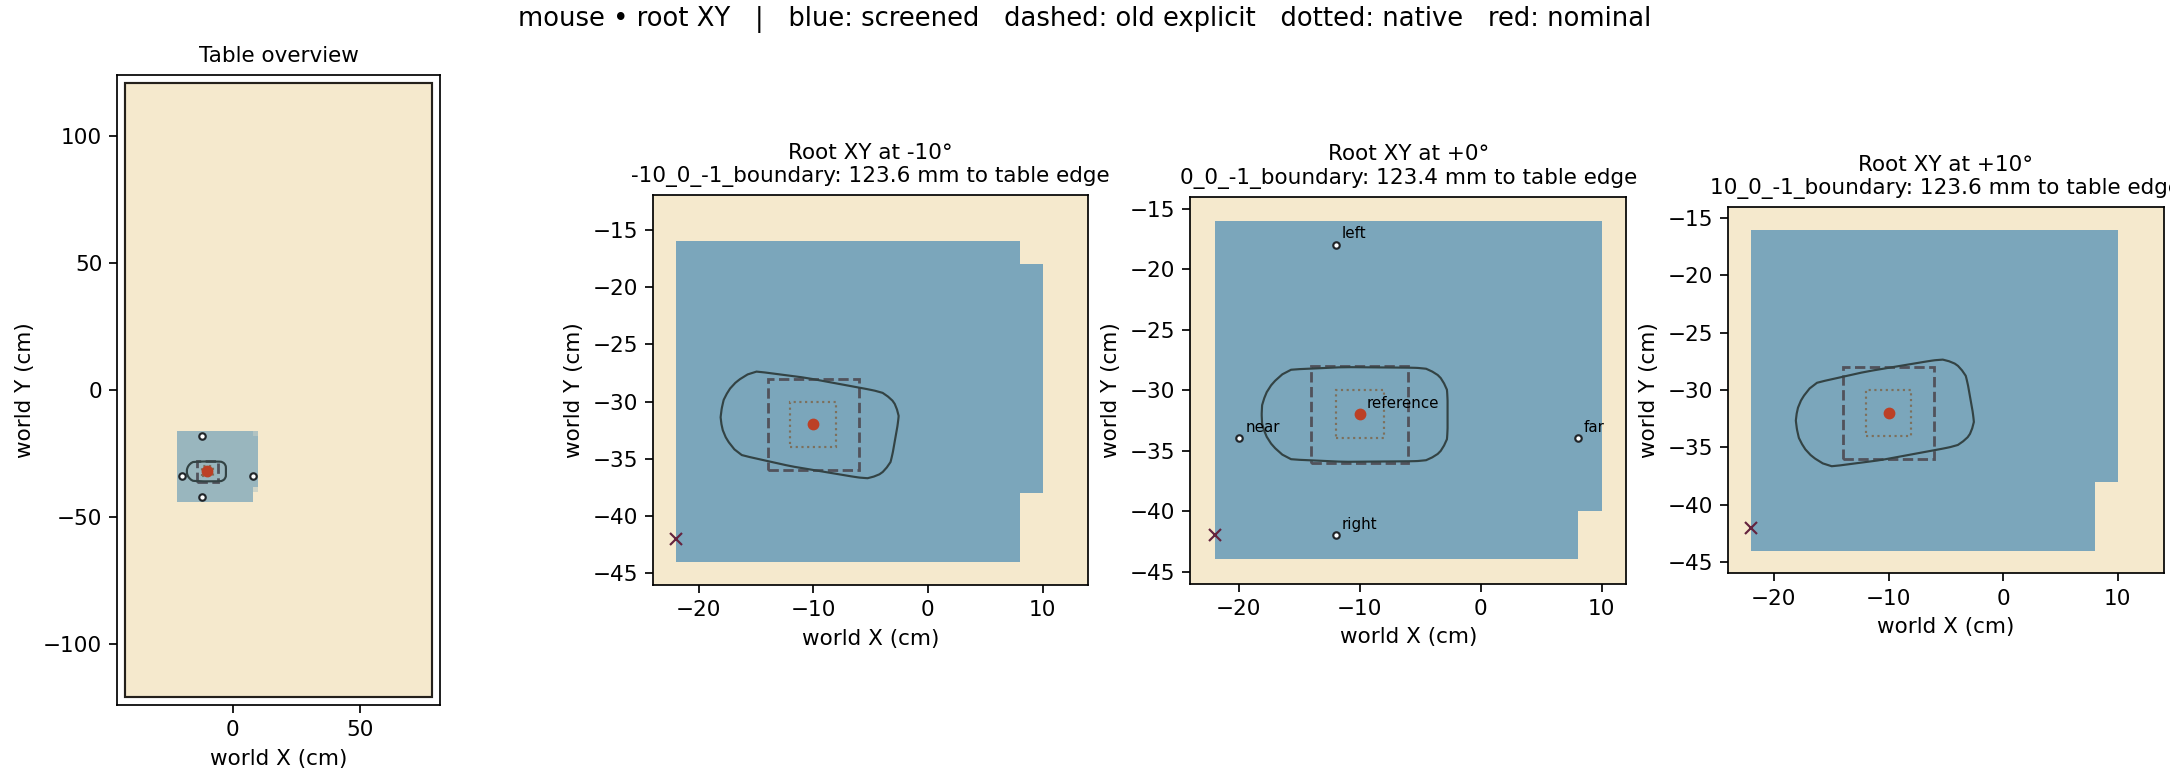 mouse • root XY | blue: screened dashed: old explicit dotted: native red: nominal
Table overview
100
50
0
−50
−100
world Y (cm)
0 50
world X (cm)
Root XY at -10°
-10_0_-1_boundary: 123.6 mm to table edge
−15
−20
−25
−30
−35
−40
−45
world Y (cm)
−20 −10 0 10
world X (cm)
Root XY at +0°
0_0_-1_boundary: 123.4 mm to table edge
−15
−20
−25
−30
−35
−40
−45
world Y (cm)
left
reference
near
far
right
−20 −10 0 10
world X (cm)
Root XY at +10°
10_0_-1_boundary: 123.6 mm to table edg
−15
−20
−25
−30
−35
−40
−45
world Y (cm)
−20 −10 0 10
world X (cm)